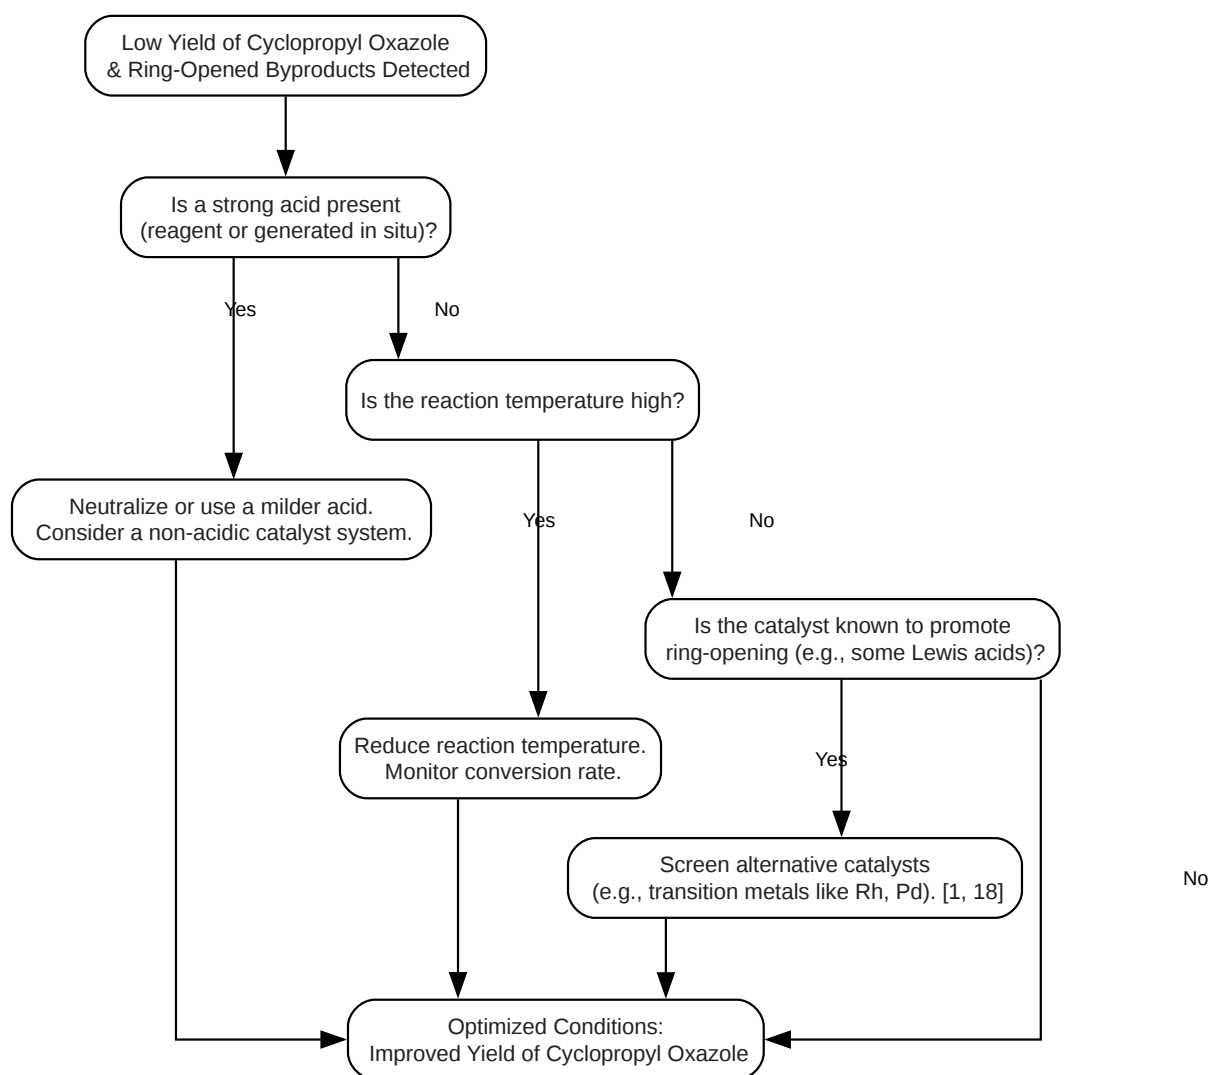 Low Yield of Cyclopropyl Oxazole
& Ring-Opened Byproducts Detected
Is a strong acid present
(reagent or generated in situ)?
Yes
No
Is the reaction temperature high?
Neutralize or use a milder acid.
Consider a non-acidic catalyst system.
Yes
No
Is the catalyst known to promote
ring-opening (e.g., some Lewis acids)?
Reduce reaction temperature.
Monitor conversion rate.
Yes
Screen alternative catalysts
(e.g., transition metals like Rh, Pd). [1, 18]
No
Optimized Conditions:
Improved Yield of Cyclopropyl Oxazole